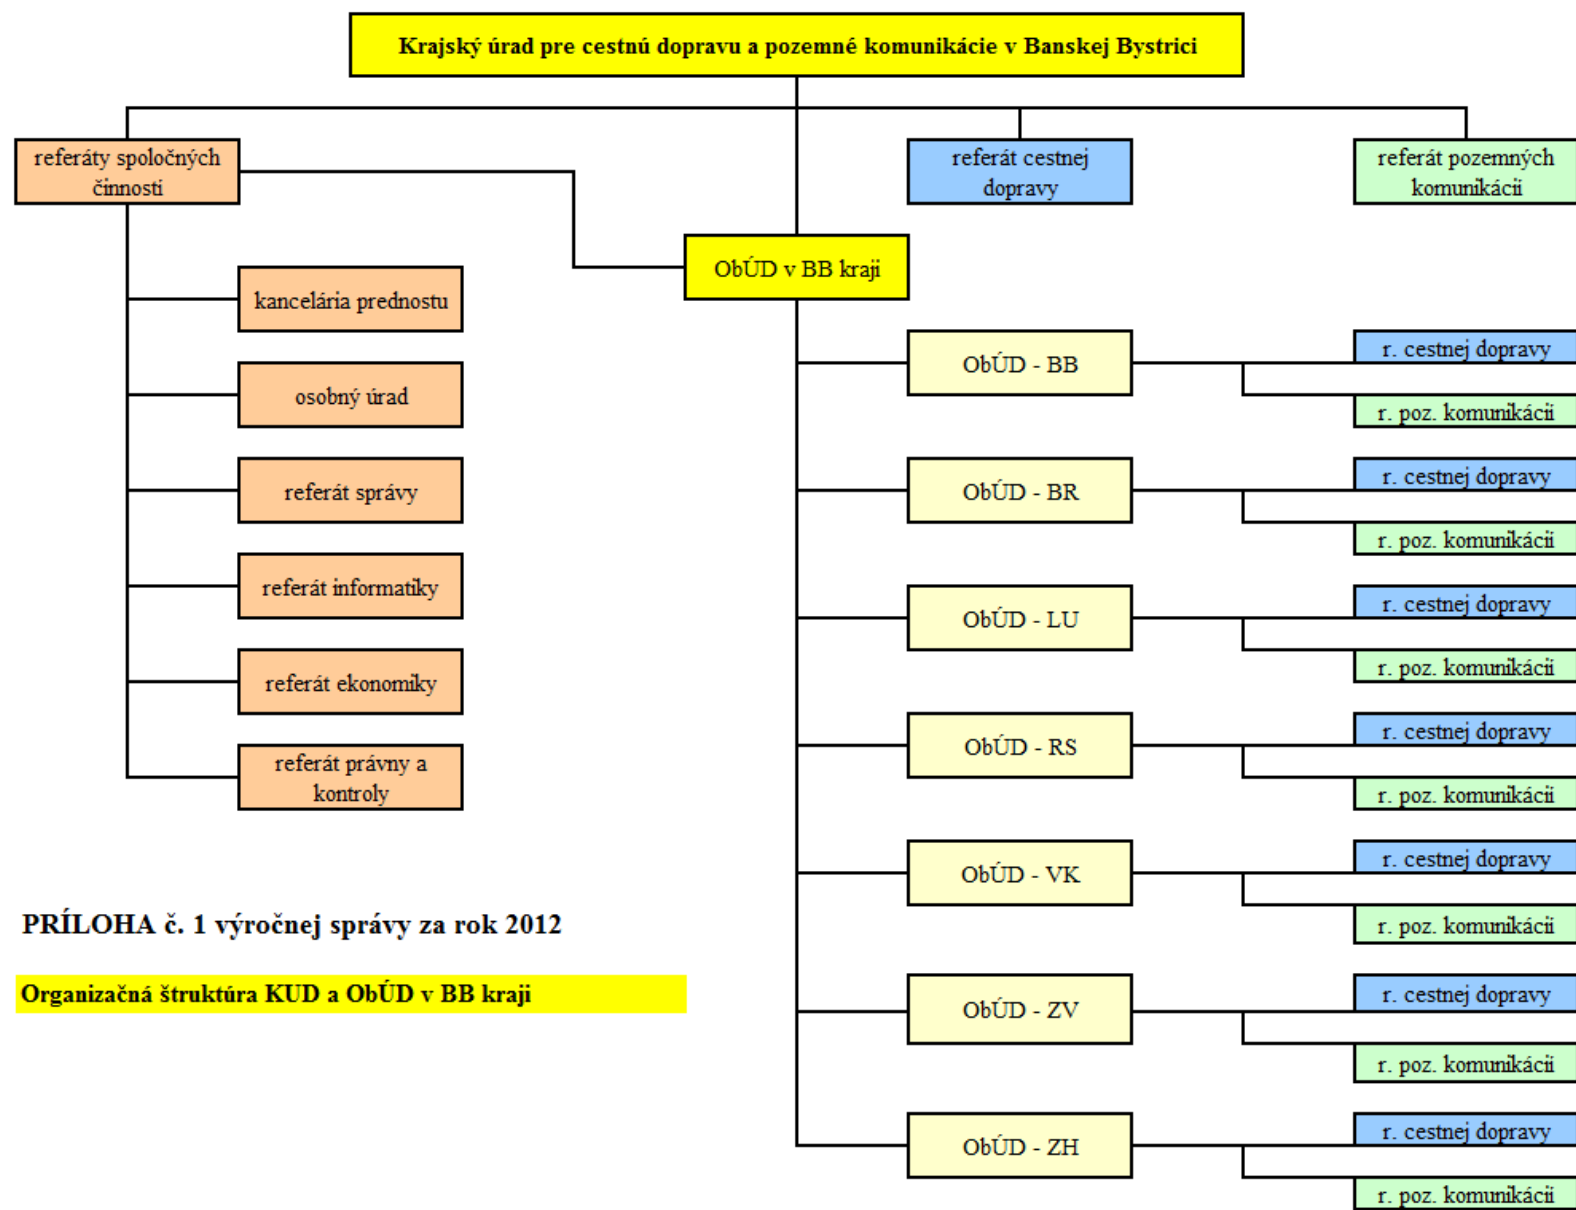 Krajský úrad pre cestnú dopravu a pozemné komunikácie v Banskej Bystrici
referáty spoločných
činností
referát cestnej
dopravy
referát pozemných
komunikácií
ObÚD v BB kraji
kancelária prednostu
osobný úrad
referát správy
referát informatiky
referát ekonomiky
referát právny a
kontroly
ObÚD - BB
r. cestnej dopravy
r. poz. komunikácií
ObÚD - BR
r. cestnej dopravy
r. poz. komunikácií
ObÚD - LU
r. cestnej dopravy
r. poz. komunikácií
ObÚD - RS
r. cestnej dopravy
r. poz. komunikácií
ObÚD - VK
r. cestnej dopravy
r. poz. komunikácií
ObÚD - ZV
r. cestnej dopravy
r. poz. komunikácií
ObÚD - ZH
r. cestnej dopravy
r. poz. komunikácií
PRÍLOHA č. 1 výročnej správy za rok 2012
Organizačná štruktúra KUD a ObÚD v BB kraji